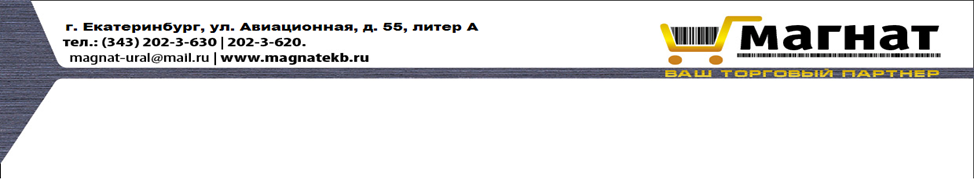 г. Екатеринбург, ул. Авиационная, д. 55, литер А
тел.: (343) 202-3-630 | 202-3-620.
magnat-ural@mail.ru | www.magnatekb.ru
магнат
ВАШ ТОРГОВЫЙ ПАРТНЕР